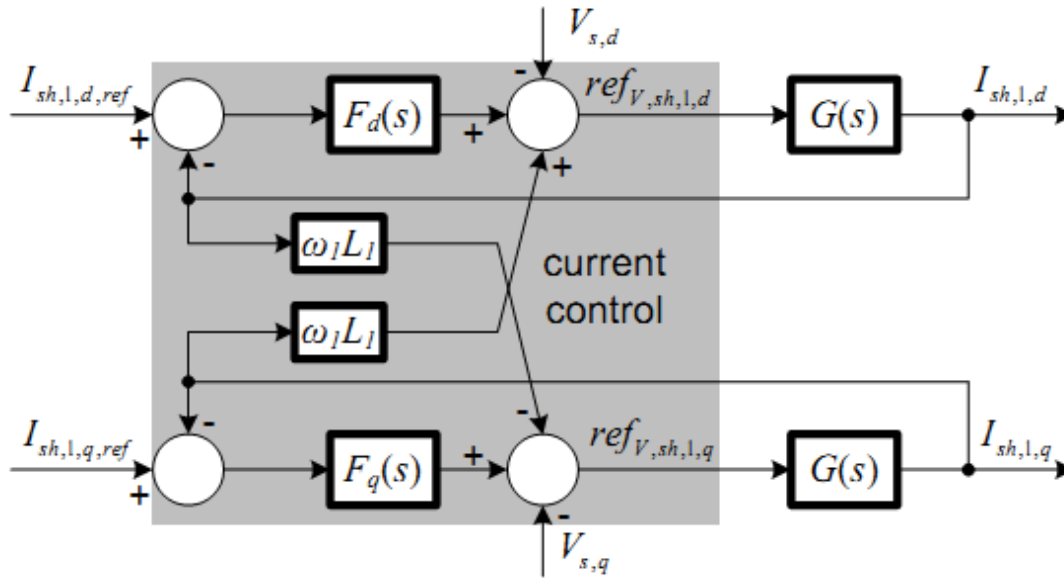 V_{s,d}
I_{sh,1,d,ref}
+
-
F_d(s)
+
-
+
ref_{V,sh,1,d}
G(s)
I_{sh,1,d}
ω_1L_1
current
control
ω_1L_1
I_{sh,1,q,ref}
+
-
F_q(s)
+
-
-
ref_{V,sh,1,q}
G(s)
I_{sh,1,q}
V_{s,q}